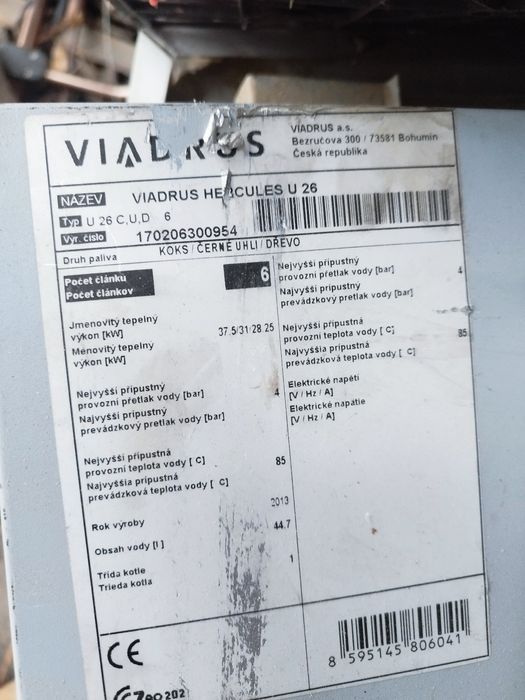 VIADRUS
VIADRUS a.s.
Bezručova 300 / 73581 Bohumín
Česká republika
NÁZEV VIADRUS HERCULES U 26
Typ U 26 C,U,D 6
Výr. číslo 170206300954
Druh paliva KOKS / ČERNÉ UHLÍ / DŘEVO
Počet článku 6
Počet článkov
Jmenovitý tepelný
výkon [kW] 37.5/31/28.25
Menovitý tepelný
výkon [kW]
Nejvyšší přípustný
provozní přetlak vody [bar] 4
Najvyšší prípustný
prevádzkový pretlak vody [bar]
Nejvyšší přípustná
provozní teplota vody [ C] 85
Najvyššia prípustná
prevádzková teplota vody [ C]
2013
Rok výroby
44.7
Obsah vody [l ]
1
Třída kotle
Trieda kotla
Nejvyšší přípustný
provozní přetlak vody [bar] 4
Najvyšší prípustný
prevádzkový pretlak vody [bar]
Nejvyšší přípustná
provozní teplota vody [ C] 85
Najvyššia prípustná
prevádzková teplota vody [ C]
Elektrické napětí
[V / Hz / A]
Elektrické napätie
[V / Hz / A]
CE
8 595145 806041
202